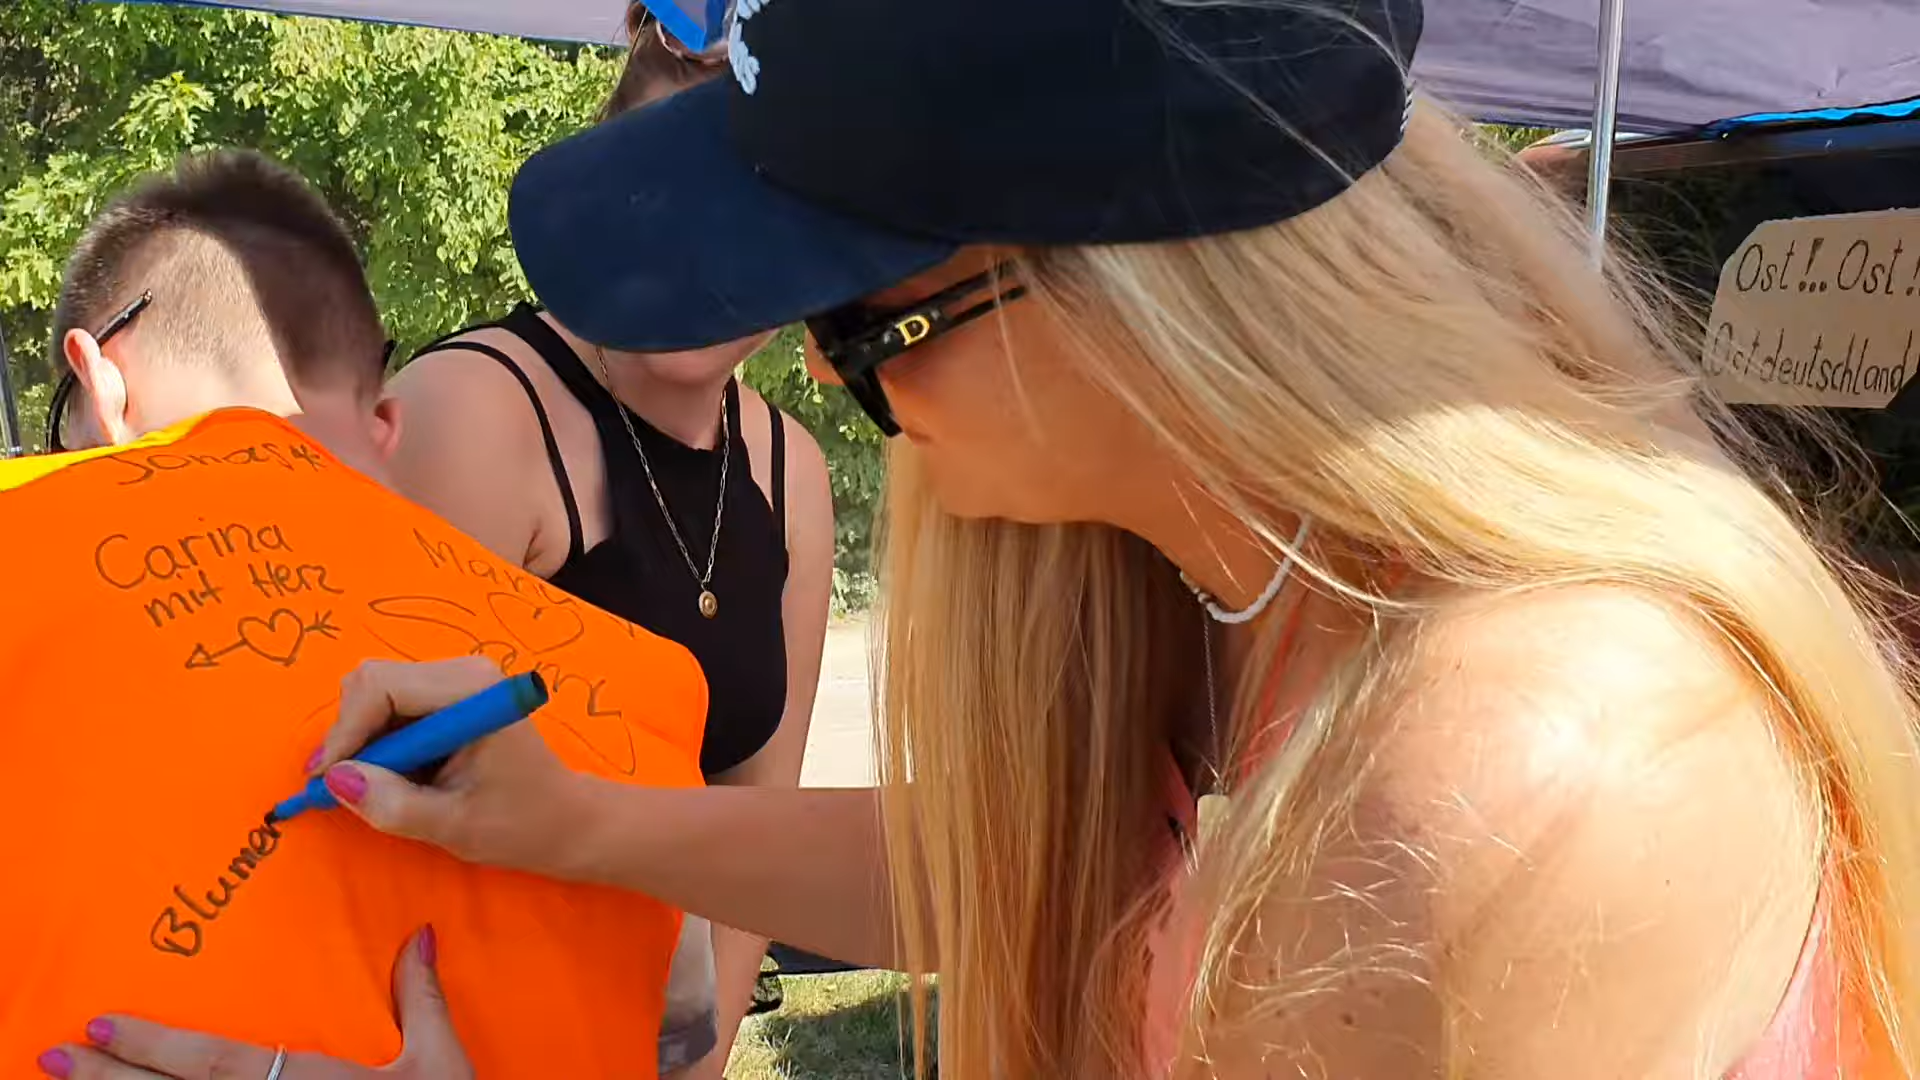 Jonas
Carina
mit Herz
Blumen
Ost!.. Ost!
Ostdeutschland
D